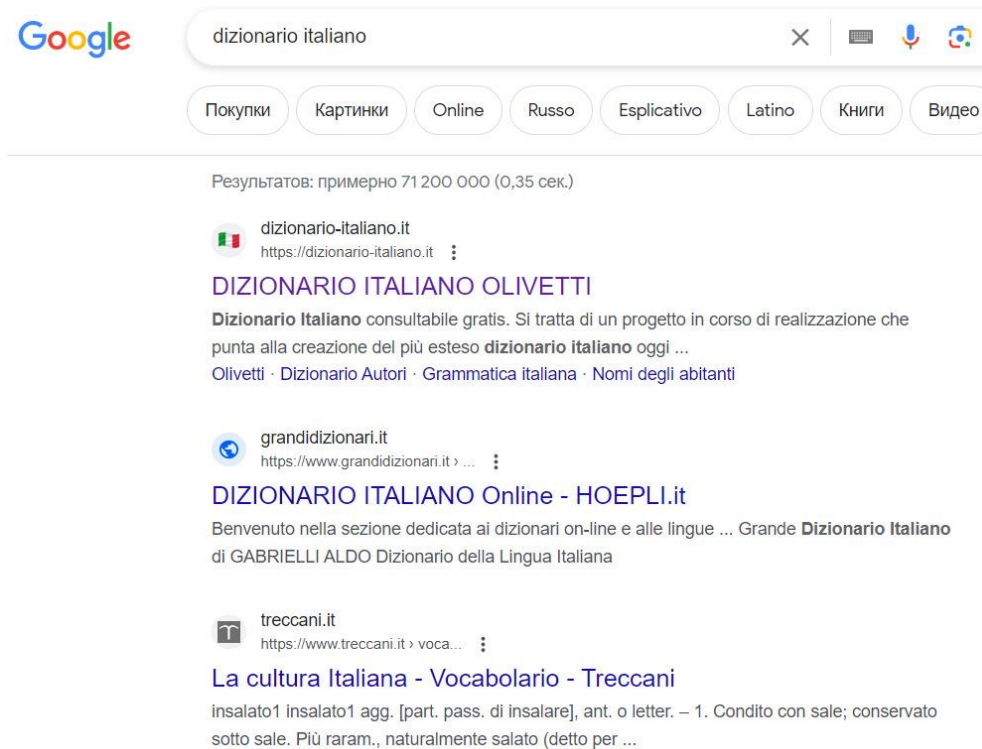 Google
dizionario italiano
Покупки Картинки Online Russo Esplicativo Latino Книги Видео
Результатов: примерно 71 200 000 (0,35 сек.)
dizionario-italiano.it
https://dizionario-italiano.it
DIZIONARIO ITALIANO OLIVETTI
Dizionario Italiano consultabile gratis. Si tratta di un progetto in corso di realizzazione che
punta alla creazione del più esteso dizionario italiano oggi ...
Olivetti · Dizionario Autori · Grammatica italiana · Nomi degli abitanti
grandidizionari.it
https://www.grandidizionari.it › ...
DIZIONARIO ITALIANO Online - HOEPLI.it
Benvenuto nella sezione dedicata ai dizionari on-line e alle lingue ... Grande Dizionario Italiano
di GABRIELLI ALDO Dizionario della Lingua Italiana
treccani.it
https://www.treccani.it › voca...
La cultura Italiana - Vocabolario - Treccani
insalato1 insalato1 agg. [part. pass. di insalare], ant. o letter. – 1. Condito con sale; conservato
sotto sale. Più raram., naturalmente salato (detto per ...